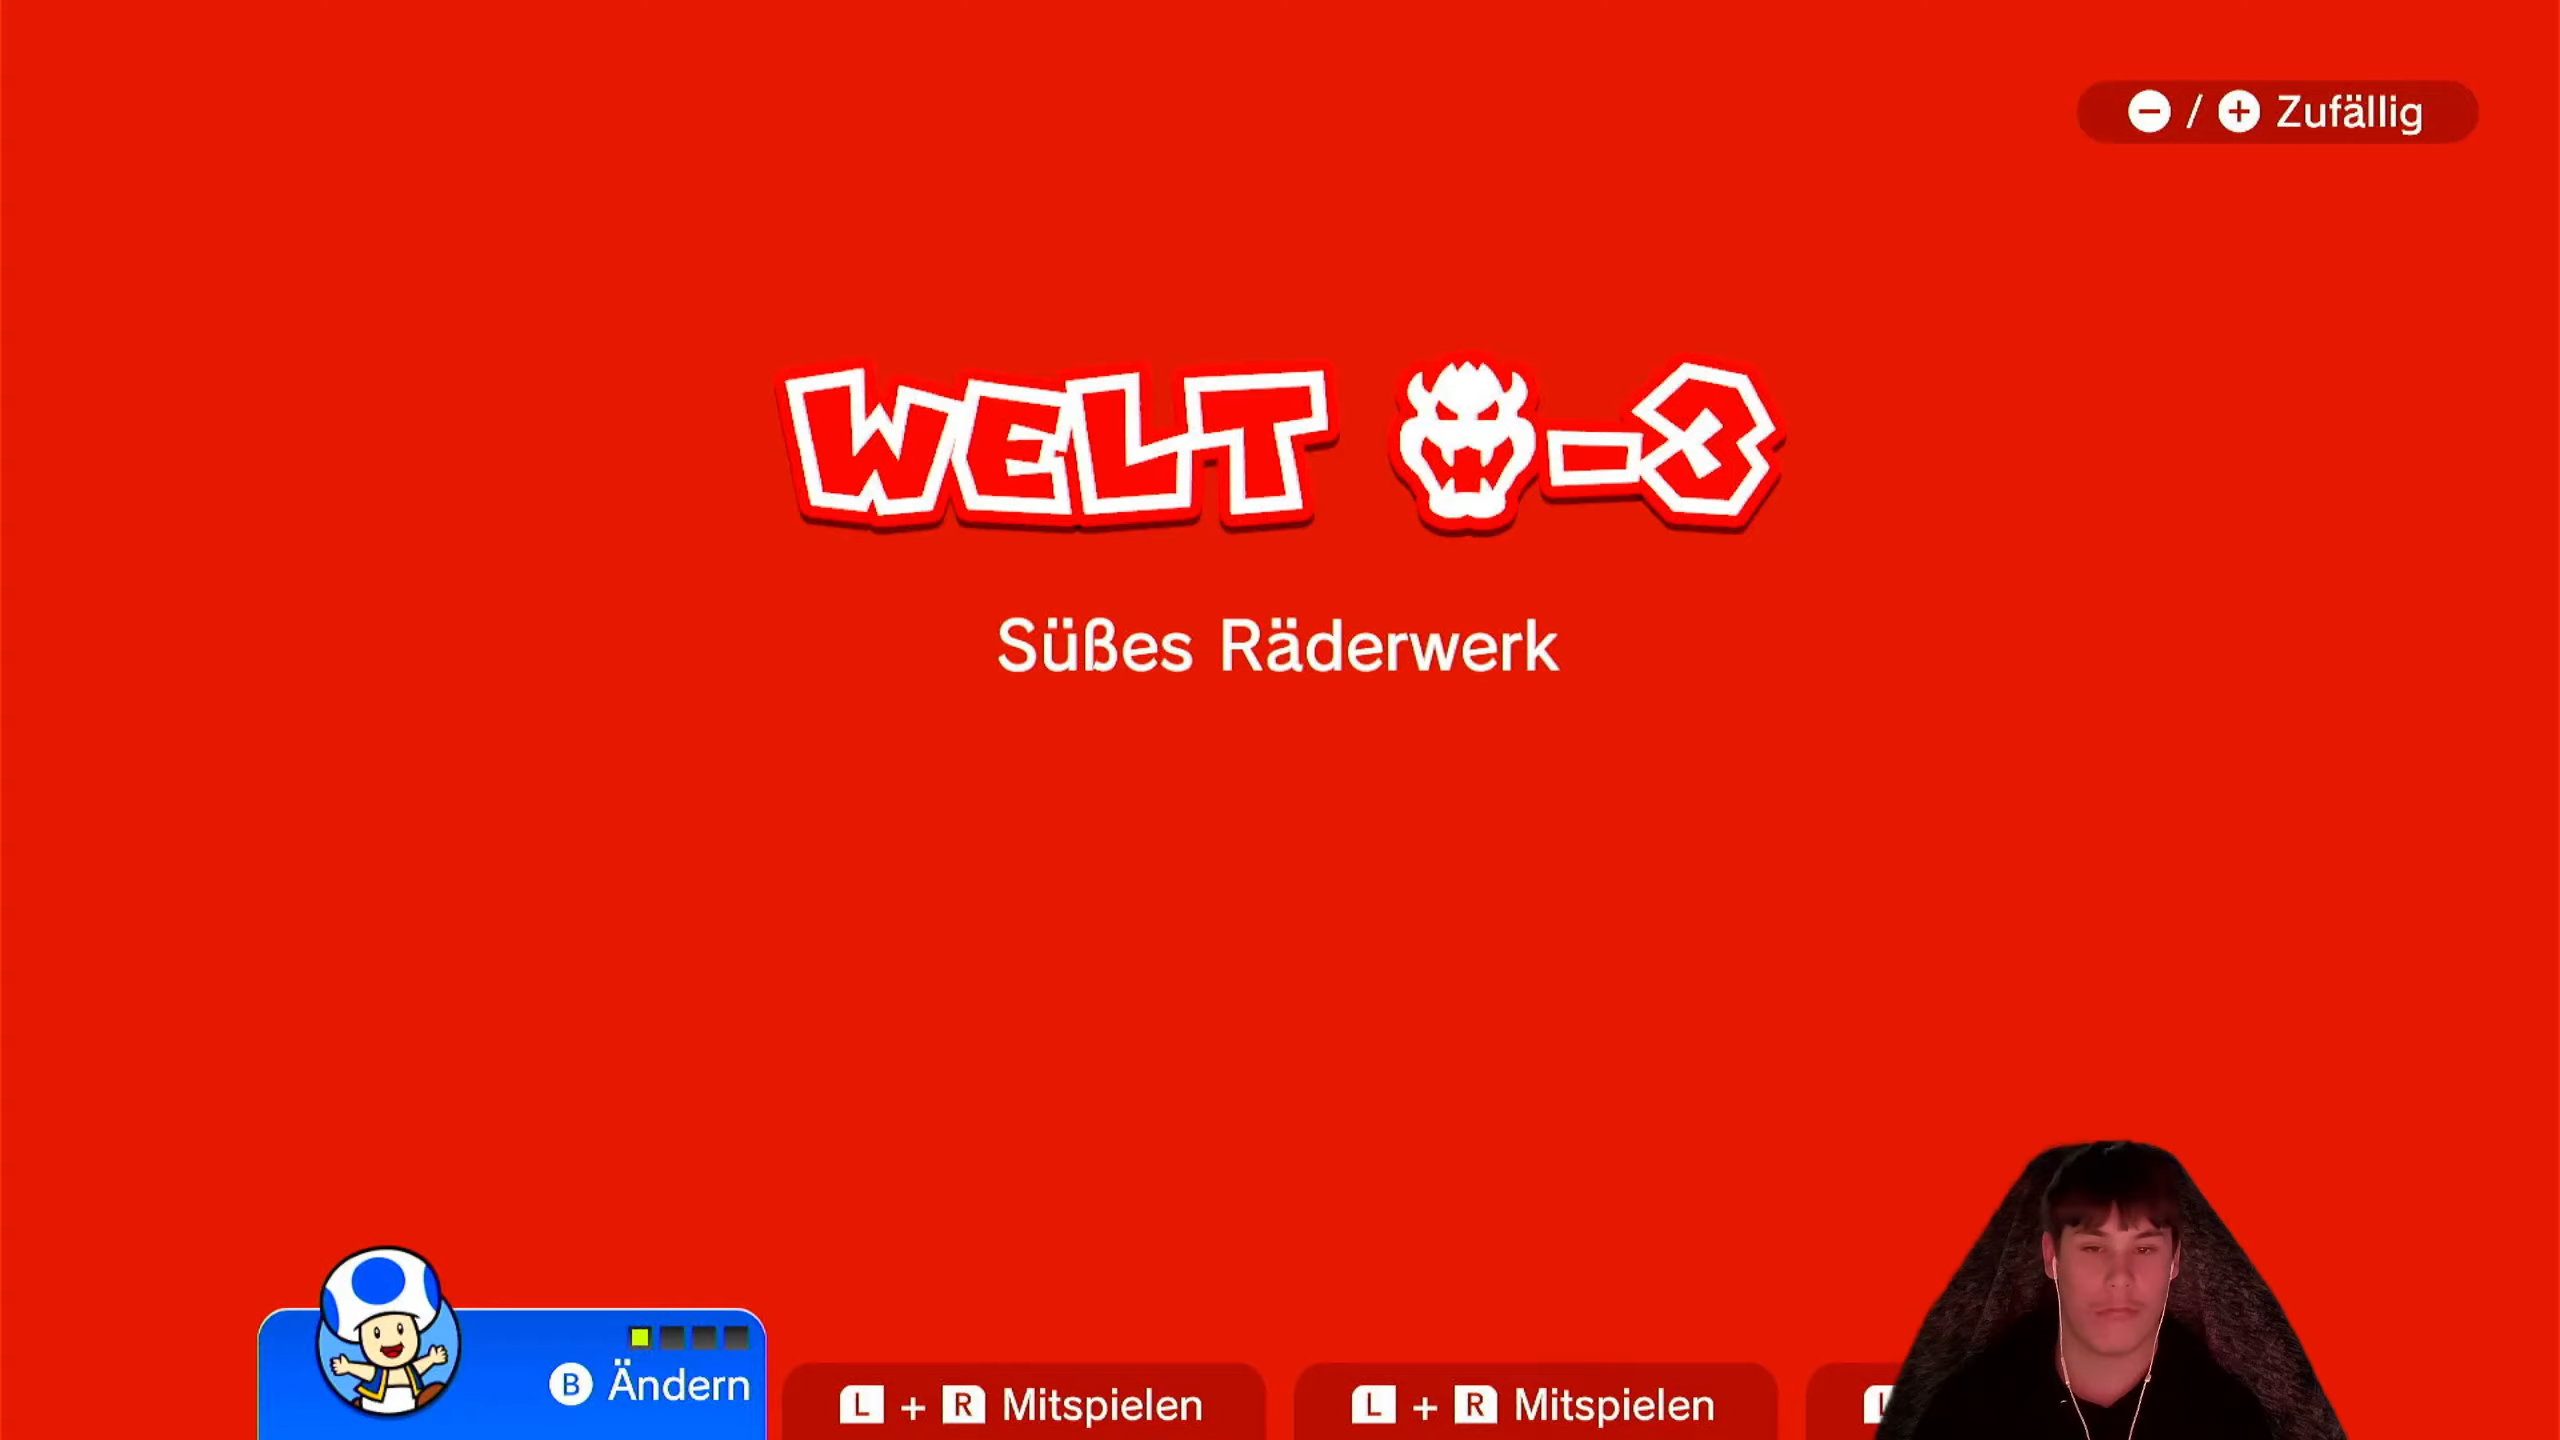 ⊖ / ⊕ Zufällig
WELT -3
Süßes Räderwerk
B Ändern
L + R Mitspielen
L + R Mitspielen
L